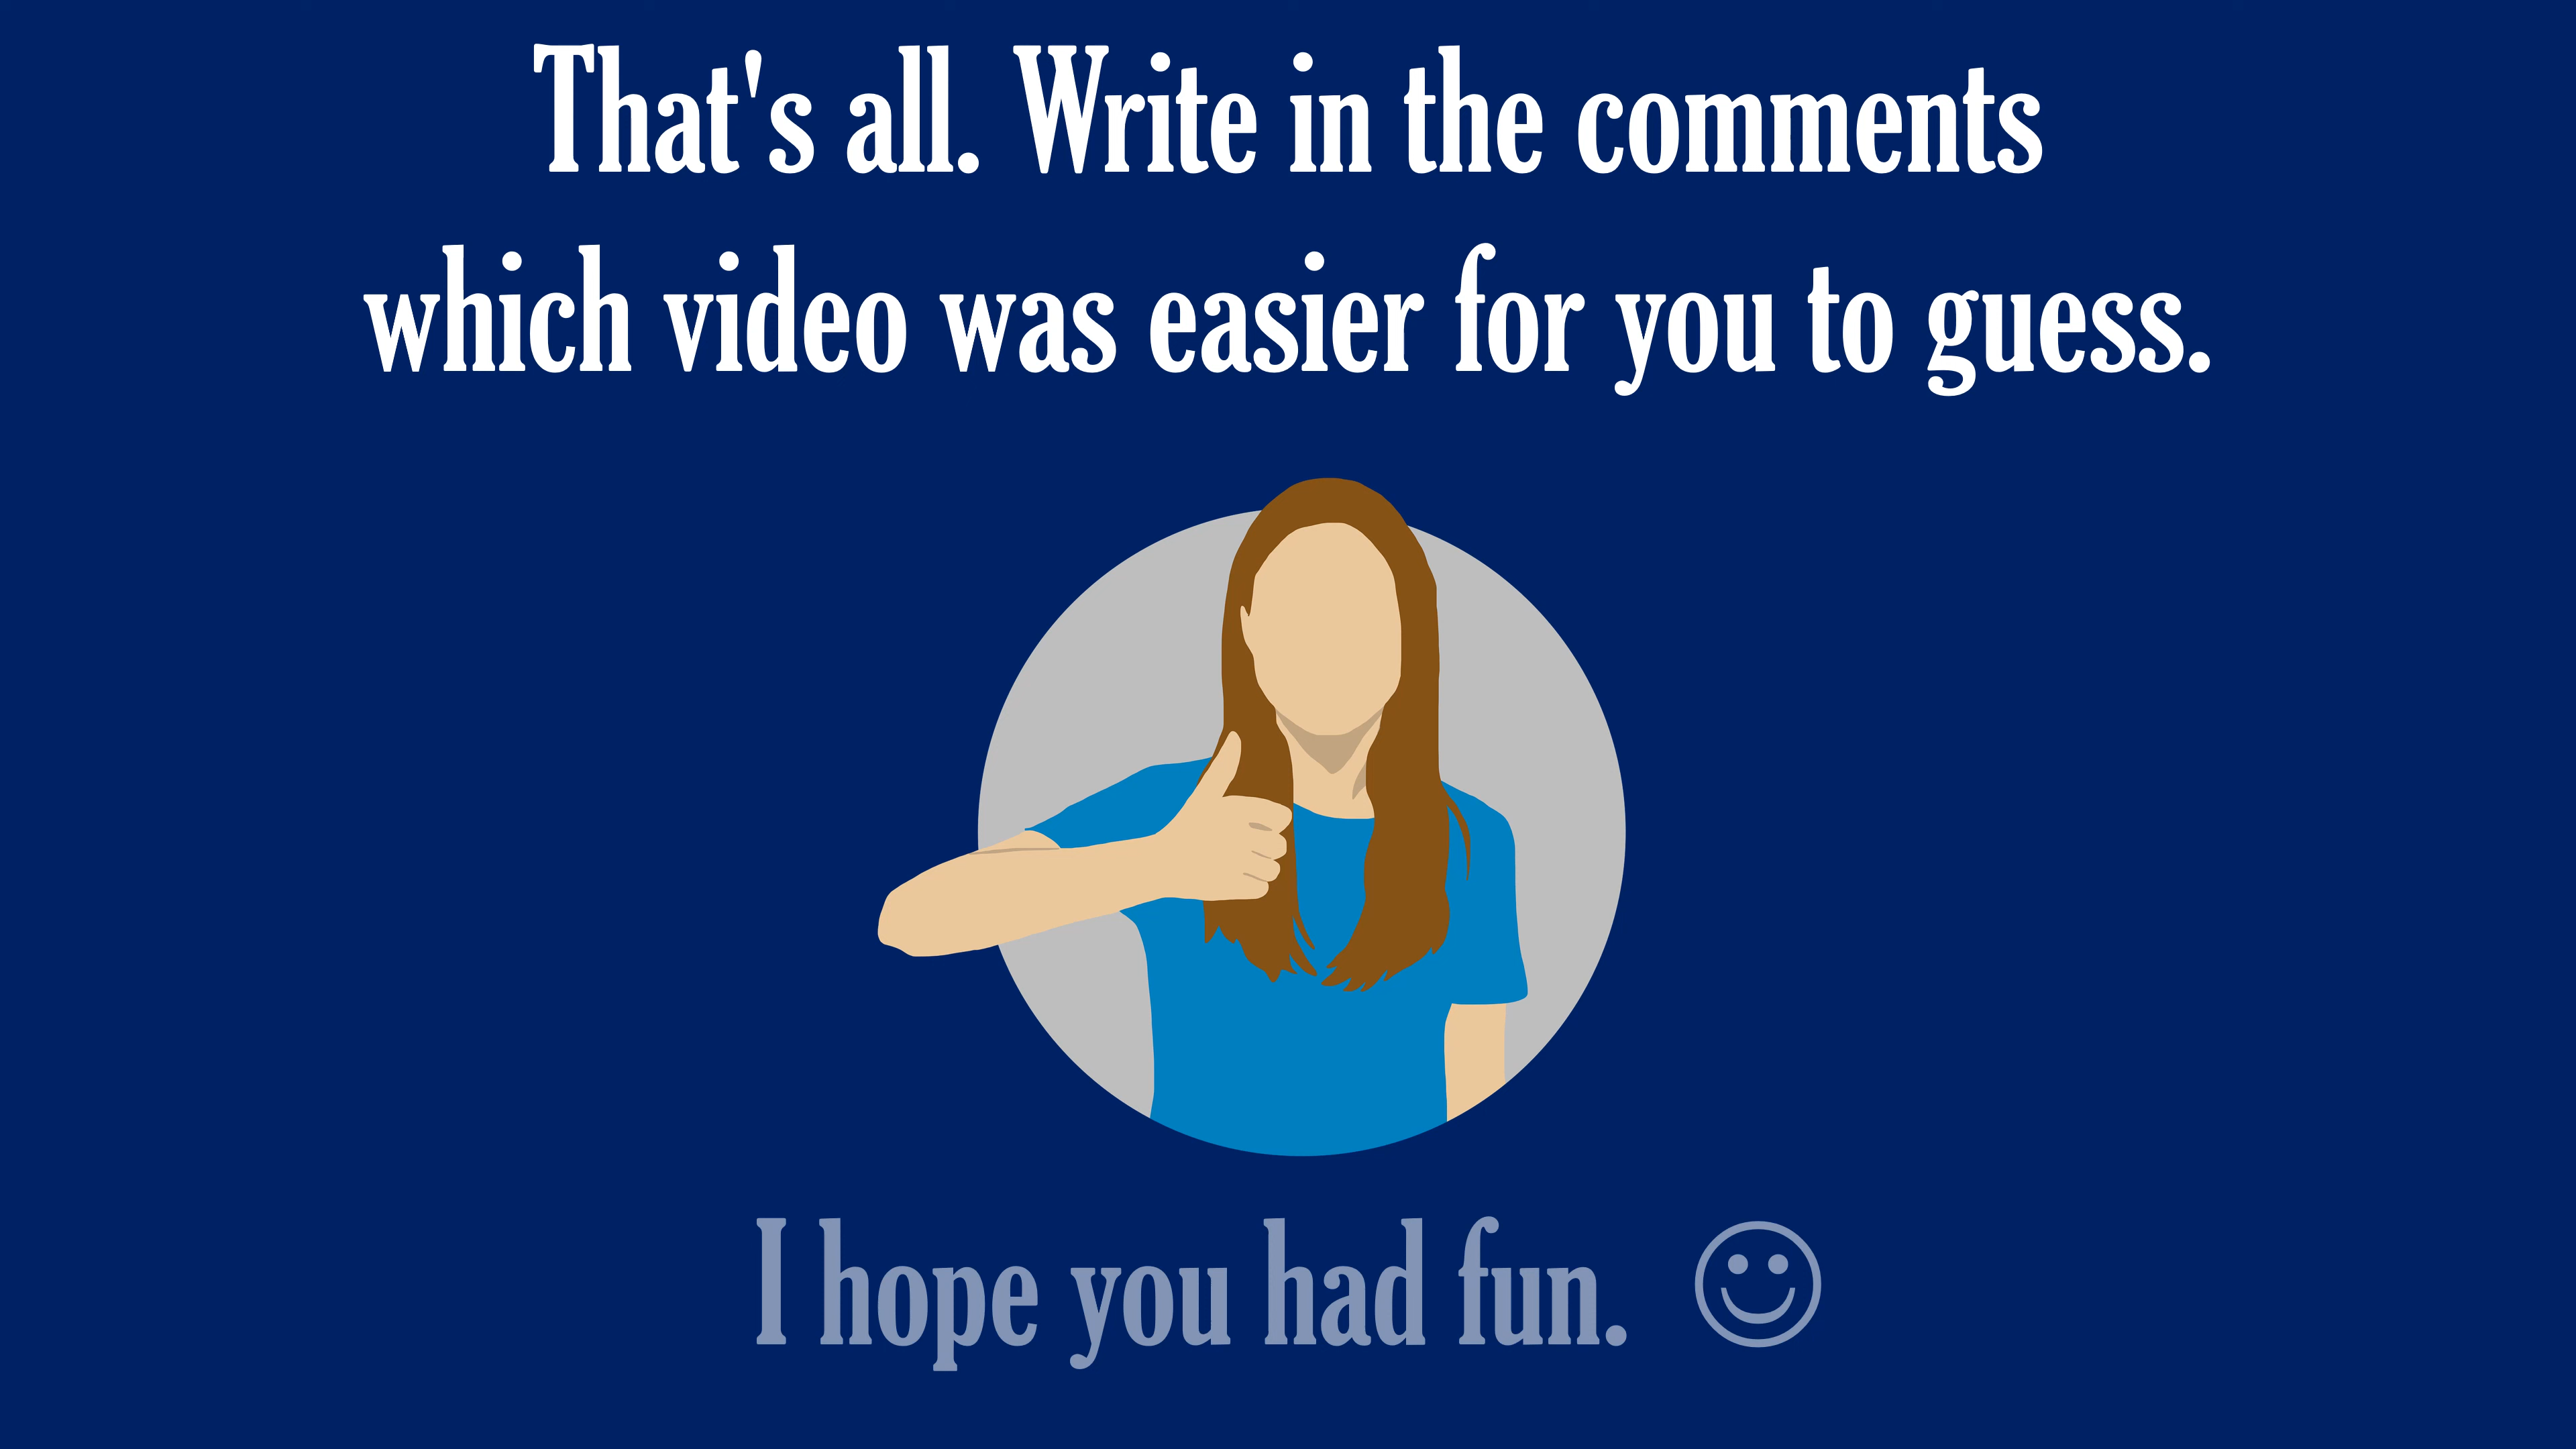 That's all. Write in the comments
which video was easier for you to guess.
I hope you had fun. ☺